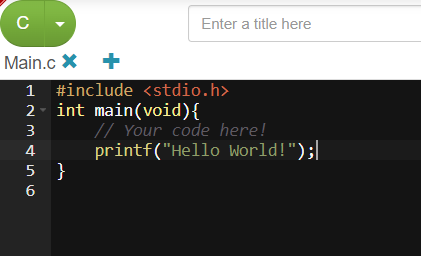 C
Enter a title here
Main.c
1 #include <stdio.h>
2 int main(void){
3     // Your code here!
4     printf("Hello World!");
5 }
6